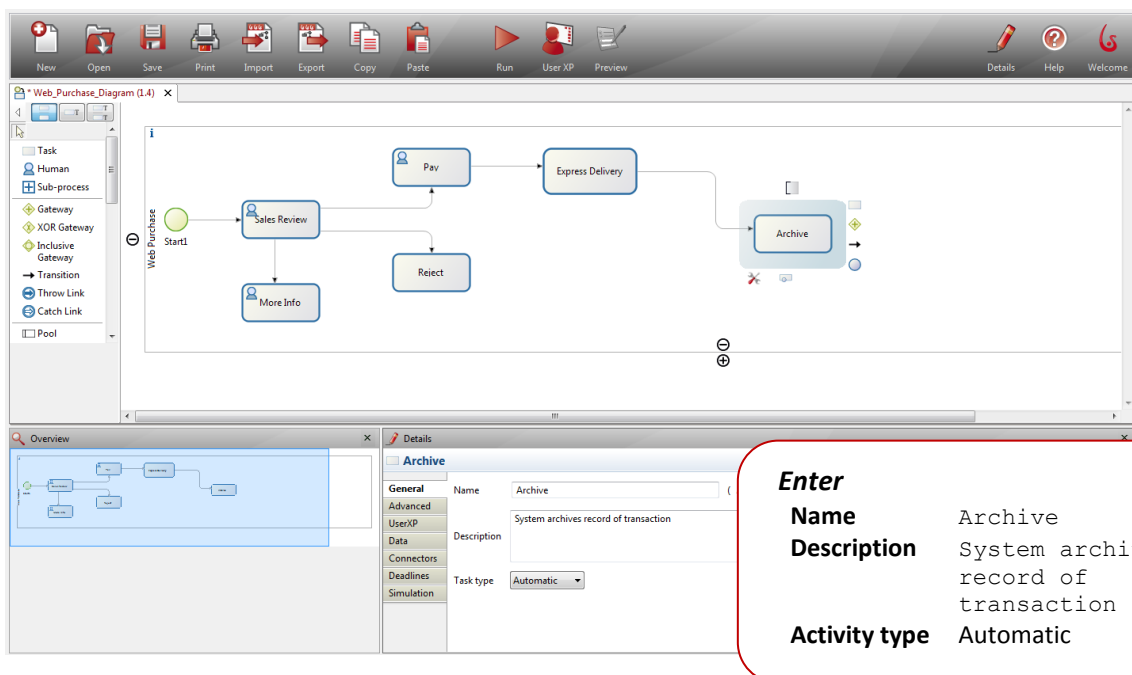 New Open Save Print Import Export Copy Paste Run User XP Preview Details Help Welcome
* Web_Purchase_Diagram (1.4)
Task
Human
Sub-process
Gateway
XOR Gateway
Inclusive
Gateway
Transition
Throw Link
Catch Link
Pool
Web Purchase
Start1
Sales Review
Pay
Express Delivery
Archive
Reject
More Info
Overview
Details
Archive
General
Advanced
UserXP
Data
Connectors
Deadlines
Simulation
Name Archive (
Description System archives record of transaction
Task type Automatic
Enter
Name Archive
Description System archi
record of
transaction
Activity type Automatic